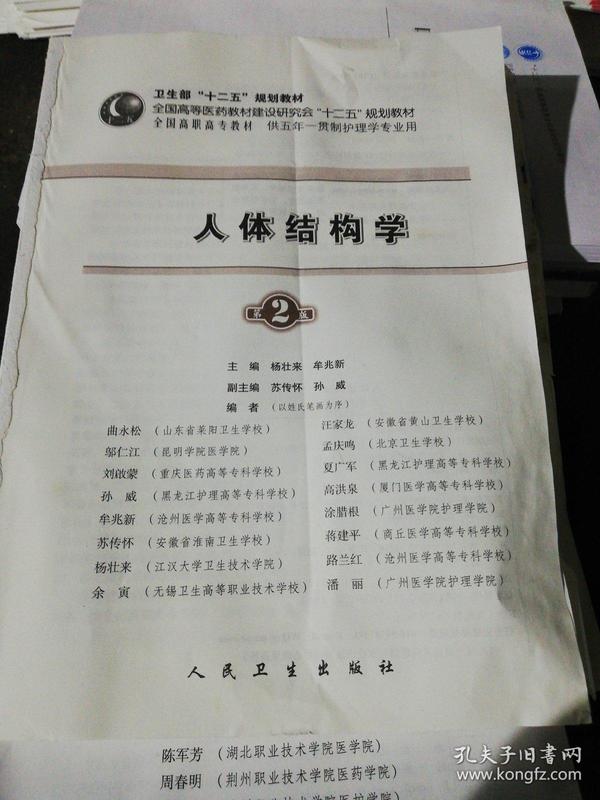 卫生部“十二五”规划教材
全国高等医药教材建设研究会“十二五”规划教材
全国高职高专教材 供五年一贯制护理学专业用
人体结构学
第2版
主编 杨壮来 牟兆新
副主编 苏传怀 孙威
编者（以姓氏笔画为序）
曲永松（山东省莱阳卫生学校）
邬仁江（昆明学院医学院）
刘啟蒙（重庆医药高等专科学校）
孙威（黑龙江护理高等专科学校）
牟兆新（沧州医学高等专科学校）
苏传怀（安徽省淮南卫生学校）
杨壮来（江汉大学卫生技术学院）
余寅（无锡卫生高等职业技术学校）
汪家龙（安徽省黄山卫生学校）
孟庆鸣（北京卫生学校）
夏广军（黑龙江护理高等专科学校）
高洪泉（厦门医学高等专科学校）
涂腊根（广州医学院护理学院）
蒋建平（商丘医学高等专科学校）
路兰红（沧州医学高等专科学校）
潘丽（广州医学院护理学院）
人民卫生出版社
陈军芳（湖北职业技术学院医学院）
周春明（荆州职业技术学院医药学院）
孔夫子旧书网
www.kongfz.com